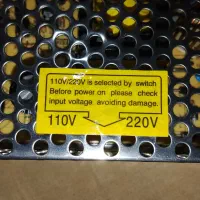 110V/220V is selected by switch
Before power on please check
input voltage avoiding damage.
110V 220V